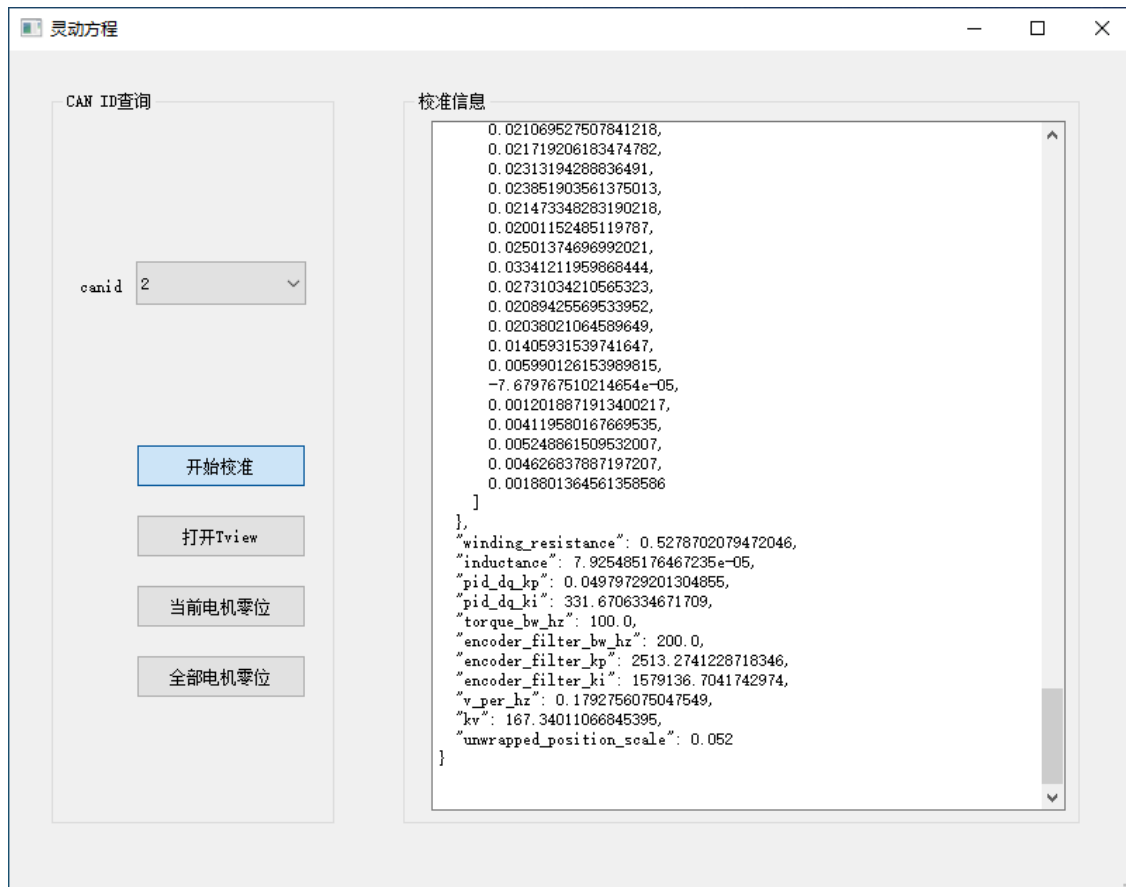 灵动方程
CAN ID查询
canid
2
开始校准
打开Tview
当前电机零位
全部电机零位
校准信息
0.021069527507841218,
0.021719206183474782,
0.02313194288836491,
0.023851903561375013,
0.021473348283190218,
0.02001152485119787,
0.02501374696992021,
0.03341211959868444,
0.02731034210565323,
0.02089425569533952,
0.02038021064589649,
0.01405931539741647,
0.005990126153989815,
-7.679767510214654e-05,
0.0012018871913400217,
0.004119580167669535,
0.005248861509532007,
0.004626837887197207,
0.0018801364561358586
]
},
"winding_resistance": 0.5278702079472046,
"inductance": 7.925485176467235e-05,
"pid_dq_kp": 0.04979729201304855,
"pid_dq_ki": 331.6706334671709,
"torque_bw_hz": 100.0,
"encoder_filter_bw_hz": 200.0,
"encoder_filter_kp": 2513.2741228718346,
"encoder_filter_ki": 1579136.7041742974,
"v_per_hz": 0.1792756075047549,
"kv": 167.34011066845395,
"unwrapped_position_scale": 0.052
}